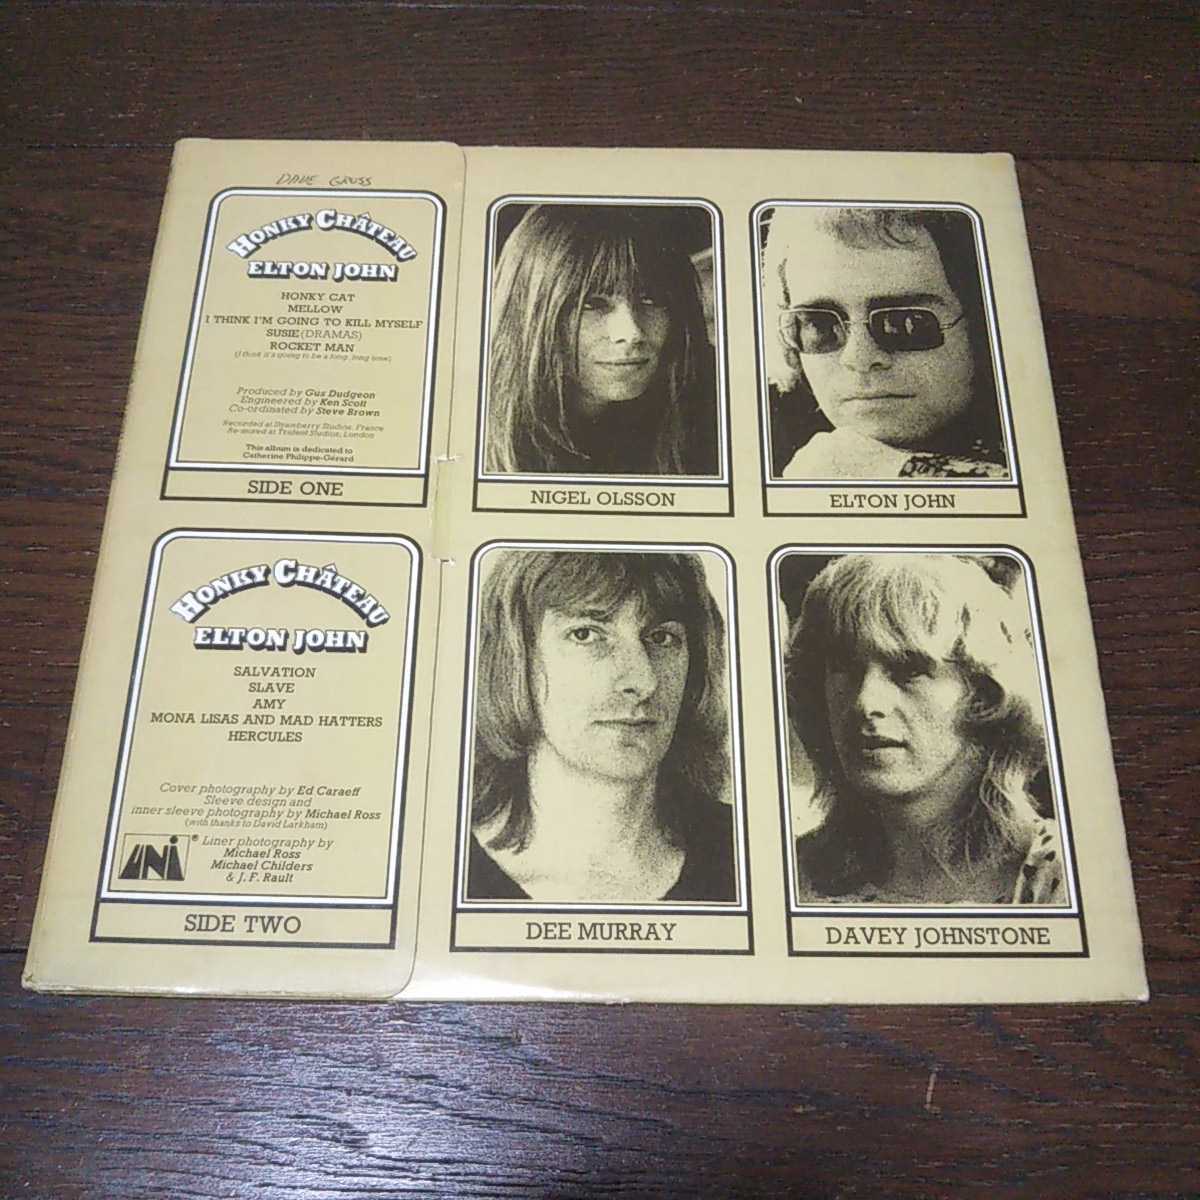 DAVE GROSS
HONKY CHÂTEAU
ELTON JOHN
HONKY CAT
MELLOW
I THINK I'M GOING TO KILL MYSELF
SUSIE (DRAMAS)
ROCKET MAN
(I think it's going to be a long, long time)
Produced by Gus Dudgeon
Engineered by Ken Scott
Co-ordinated by Steve Brown
Recorded at Strawberry Studios, France
Re-mixed at Trident Studios, London
This album is dedicated to
Catherine Philippe-Gérard
SIDE ONE
HONKY CHÂTEAU
ELTON JOHN
SALVATION
SLAVE
AMY
MONA LISAS AND MAD HATTERS
HERCULES
Cover photography by Ed Caraeff
Sleeve design and
inner sleeve photography by Michael Ross
(with thanks to David Larkham)
UNI ® Liner photography by
Michael Ross
Michael Childers
& J. F. Rault
SIDE TWO
NIGEL OLSSON
ELTON JOHN
DEE MURRAY
DAVEY JOHNSTONE